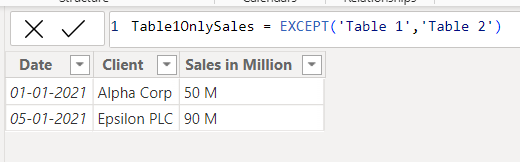 Structure Calendars Relationships
1 Table1OnlySales = EXCEPT('Table 1','Table 2')
Date Client Sales in Million
01-01-2021 Alpha Corp 50 M
05-01-2021 Epsilon PLC 90 M